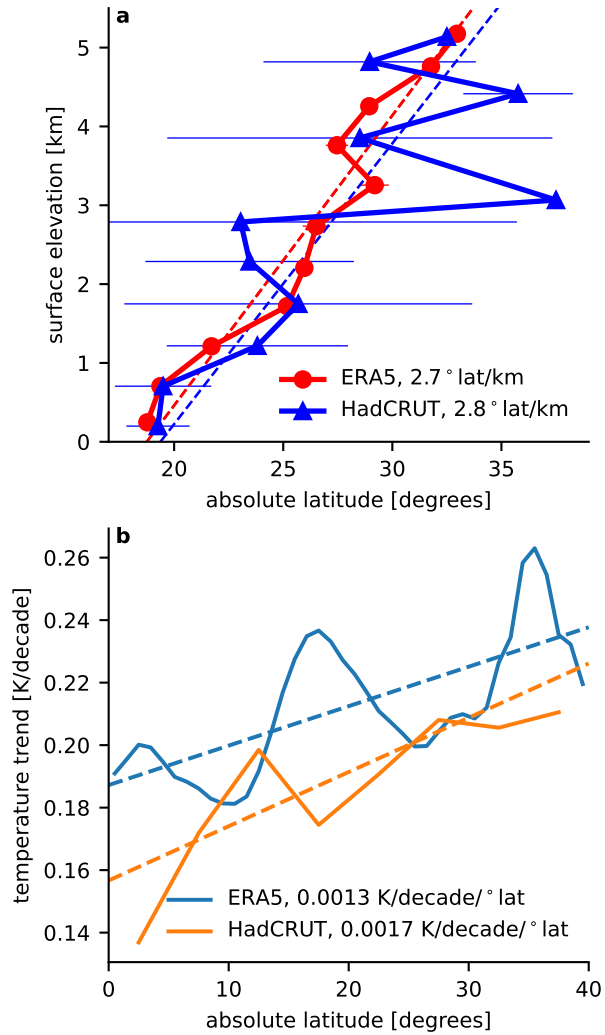 a
5
4
3
2
1
0
surface elevation [km]
ERA5, 2.7°lat/km
HadCRUT, 2.8°lat/km
20 25 30 35
absolute latitude [degrees]
b
0.26
0.24
0.22
0.20
0.18
0.16
0.14
temperature trend [K/decade]
ERA5, 0.0013 K/decade/°lat
HadCRUT, 0.0017 K/decade/°lat
0 10 20 30 40
absolute latitude [degrees]